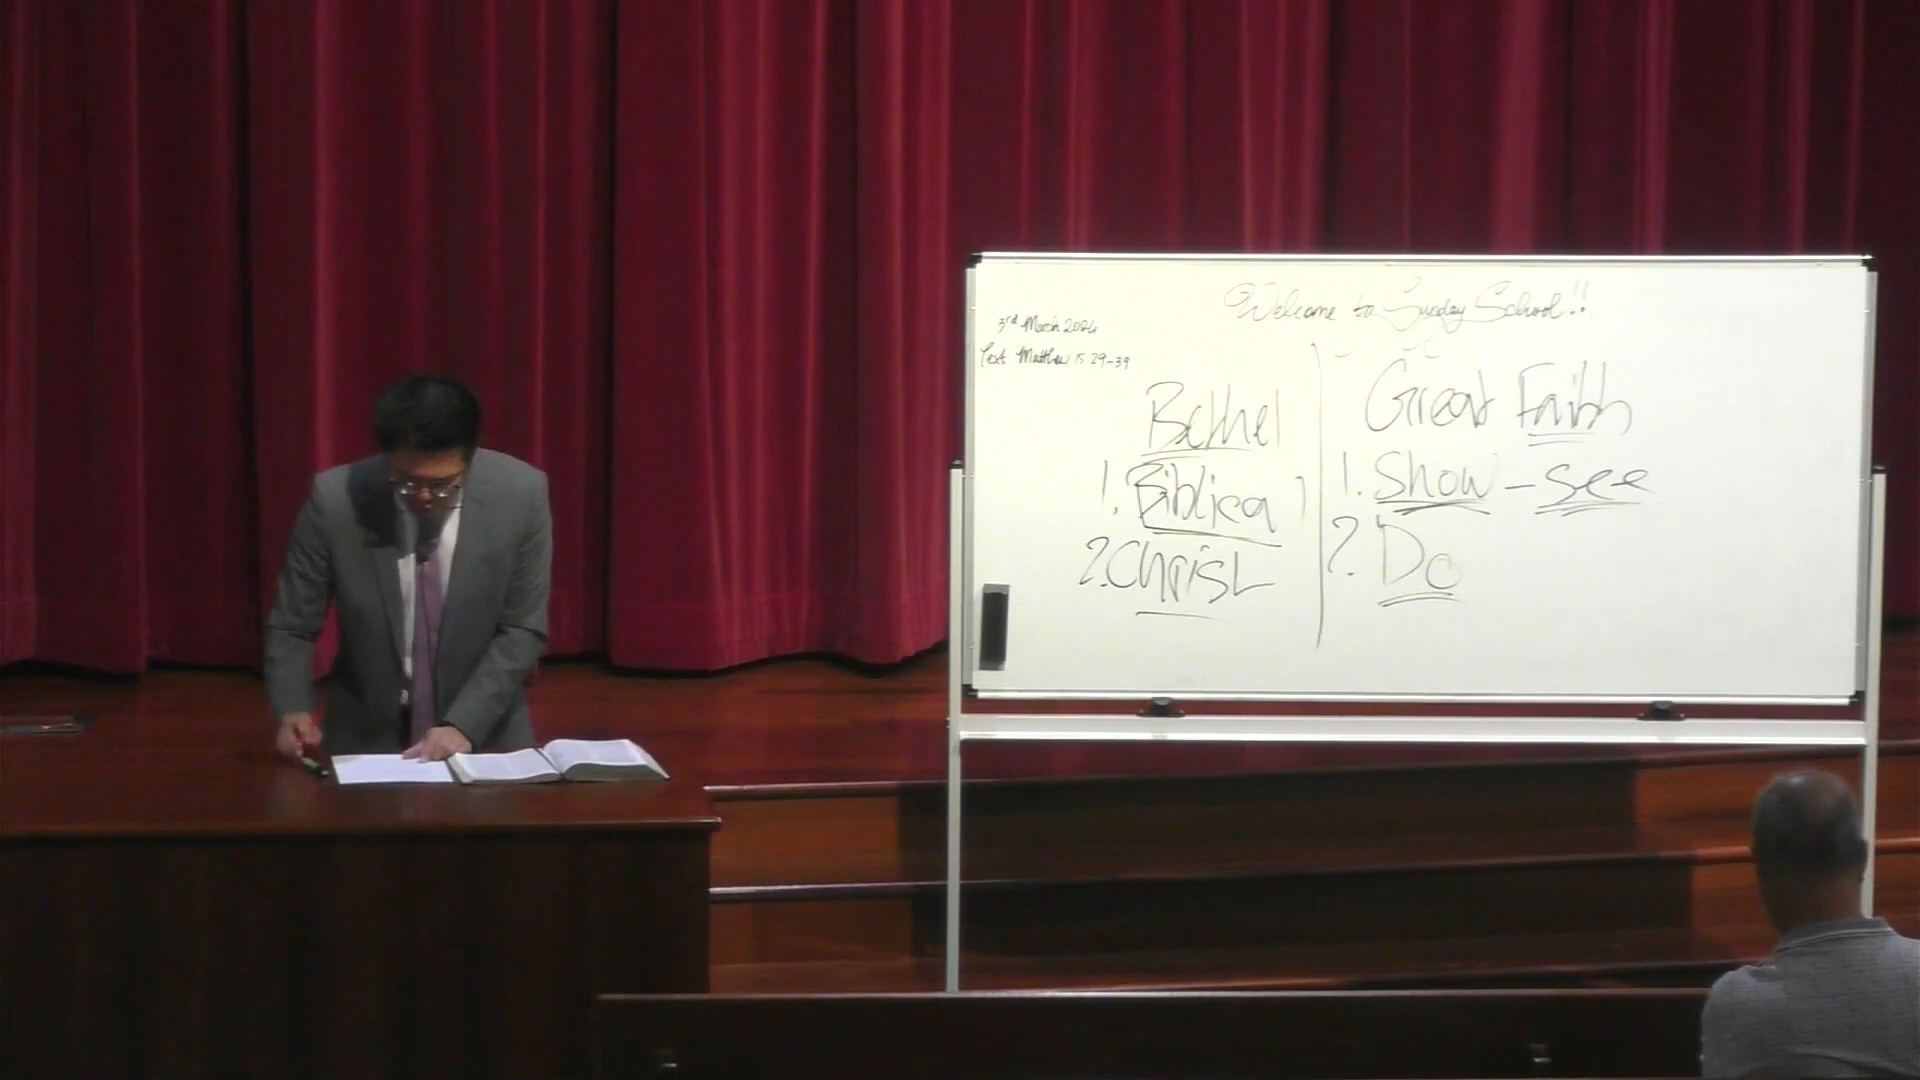 Welcome to Sunday School!!
3rd March 2024
Text Matthew 15 29-39
Bethel
1. Biblical
2. Christ
Great Faith
1. Show - see
2. Do